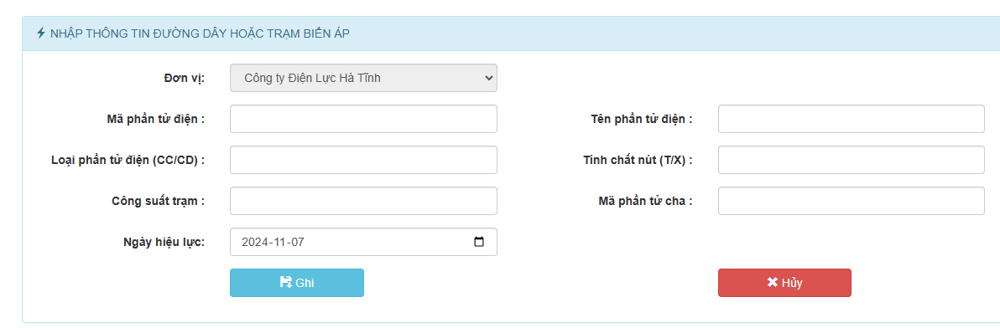 NHẬP THÔNG TIN ĐƯỜNG DÂY HOẶC TRẠM BIẾN ÁP
Đơn vị: Công ty Điện Lực Hà Tĩnh
Mã phần tử điện : Tên phần tử điện :
Loại phần tử điện (CC/CD) : Tính chất nút (T/X) :
Công suất trạm : Mã phần tử cha :
Ngày hiệu lực: 2024-11-07
Ghi Hủy